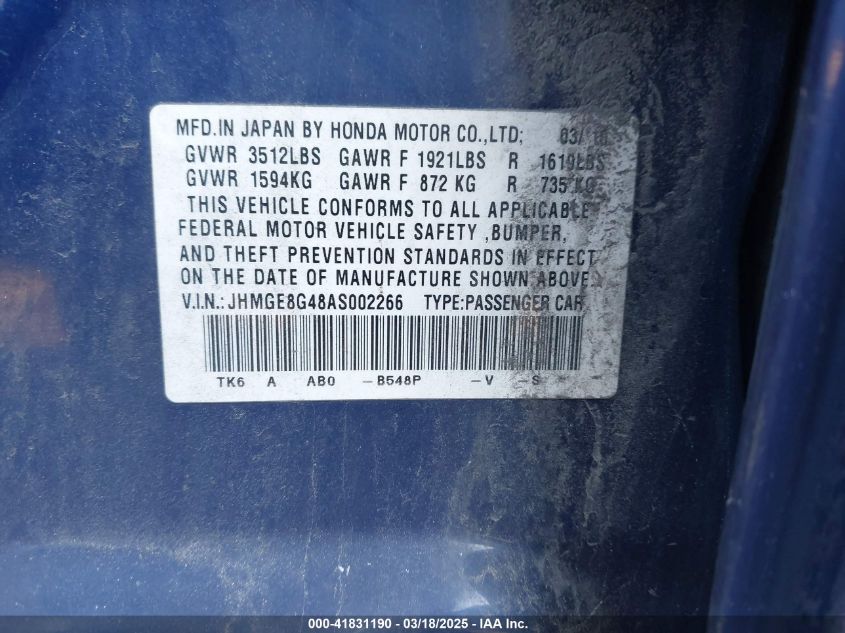 MFD.IN JAPAN BY HONDA MOTOR CO.,LTD; 03/
GVWR 3512LBS GAWR F 1921LBS R 1619LBS
GVWR 1594KG GAWR F 872 KG R 735 KG
THIS VEHICLE CONFORMS TO ALL APPLICABLE
FEDERAL MOTOR VEHICLE SAFETY ,BUMPER,
AND THEFT PREVENTION STANDARDS IN EFFECT
ON THE DATE OF MANUFACTURE SHOWN ABOVE.
V.I.N.: JHMGE8G48AS002266 TYPE:PASSENGER CAR
TK6 A AB0 -B548P -V -S
000-41831190 - 03/18/2025 - IAA Inc.